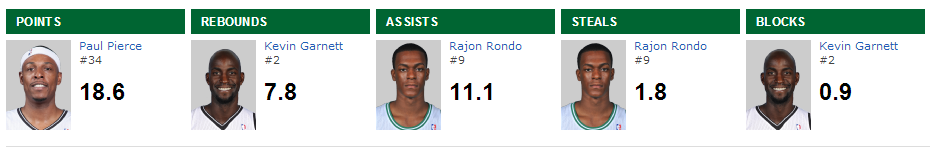 POINTS
Paul Pierce
#34
18.6
REBOUNDS
Kevin Garnett
#2
7.8
ASSISTS
Rajon Rondo
#9
11.1
STEALS
Rajon Rondo
#9
1.8
BLOCKS
Kevin Garnett
#2
0.9